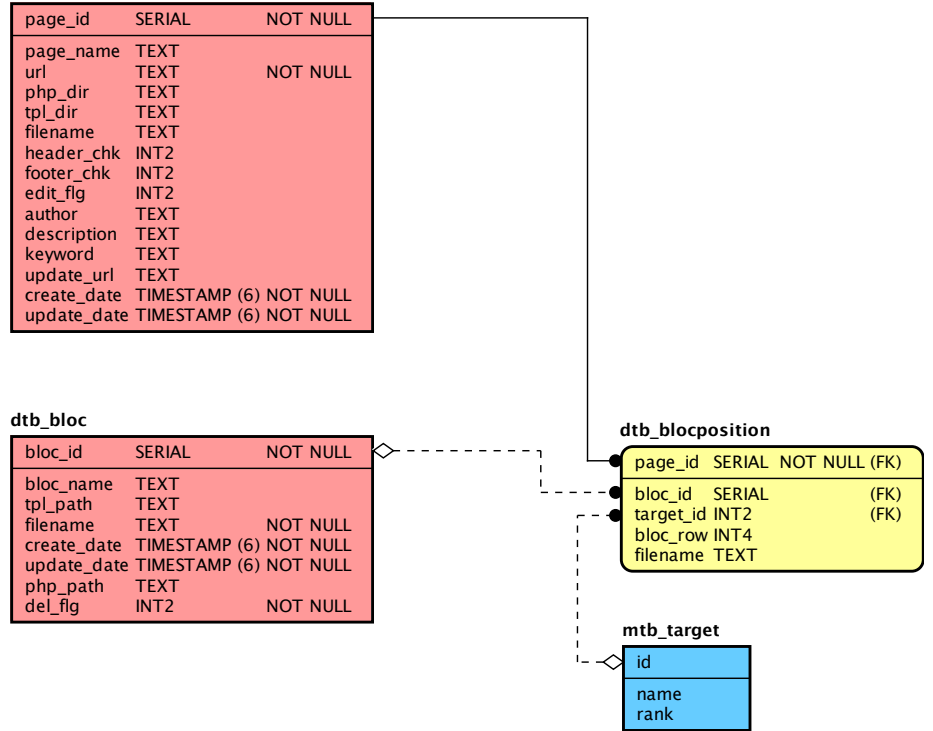 page_id SERIAL NOT NULL
page_name TEXT
url TEXT NOT NULL
php_dir TEXT
tpl_dir TEXT
filename TEXT
header_chk INT2
footer_chk INT2
edit_flg INT2
author TEXT
description TEXT
keyword TEXT
update_url TEXT
create_date TIMESTAMP (6) NOT NULL
update_date TIMESTAMP (6) NOT NULL
dtb_bloc
bloc_id SERIAL NOT NULL
bloc_name TEXT
tpl_path TEXT
filename TEXT NOT NULL
create_date TIMESTAMP (6) NOT NULL
update_date TIMESTAMP (6) NOT NULL
php_path TEXT
del_flg INT2 NOT NULL
dtb_blocposition
page_id SERIAL NOT NULL (FK)
bloc_id SERIAL (FK)
target_id INT2 (FK)
bloc_row INT4
filename TEXT
mtb_target
id
name
rank